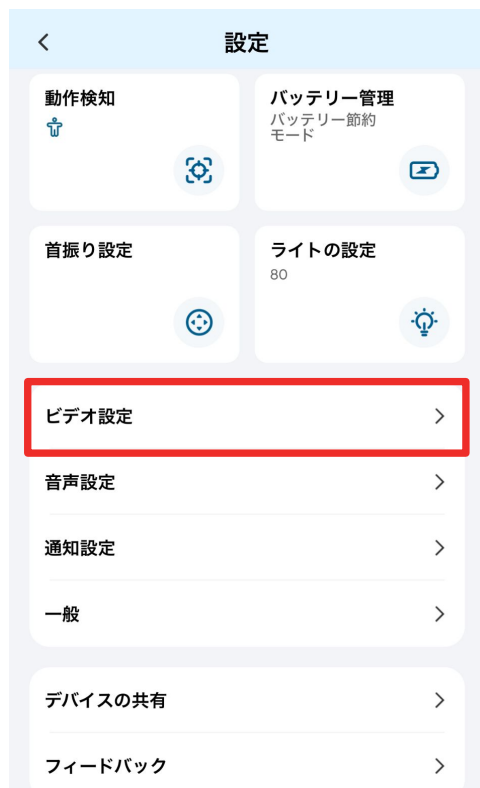 設定
動作検知
バッテリー管理
バッテリー節約
モード
首振り設定
ライトの設定
80
ビデオ設定
音声設定
通知設定
一般
デバイスの共有
フィードバック